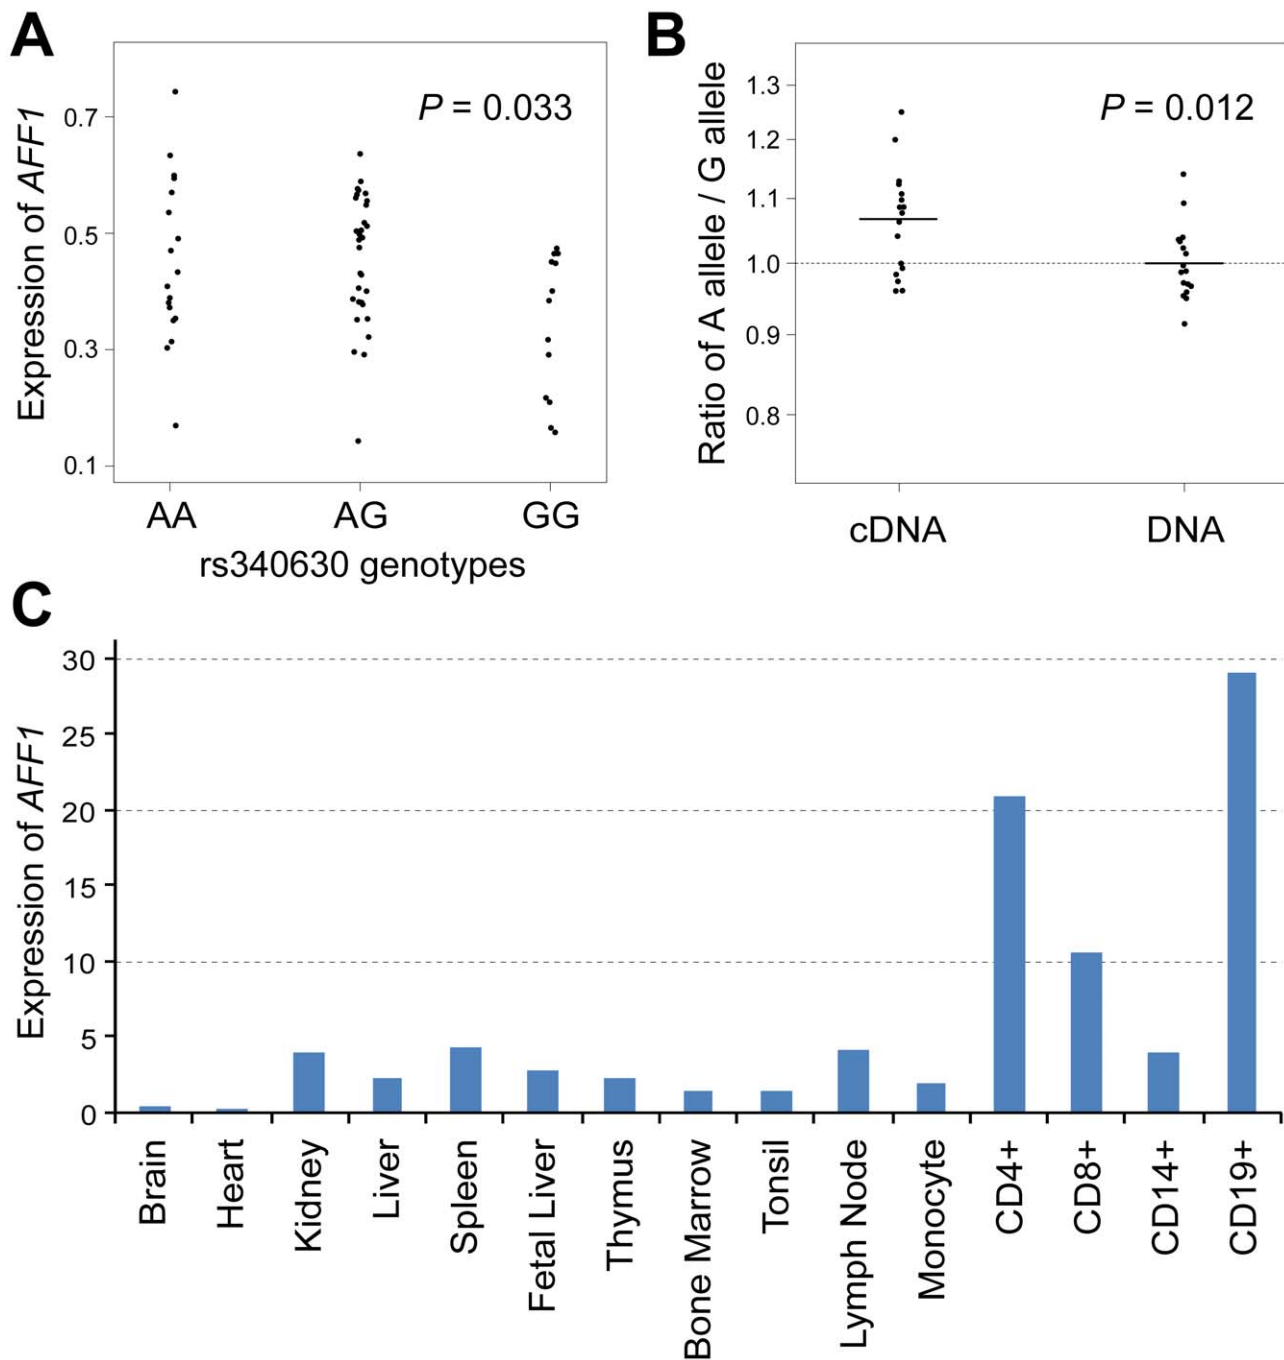 A
Expression of AFF1
0.7
0.5
0.3
0.1
P = 0.033
AA AG GG
rs340630 genotypes
B
Ratio of A allele / G allele
1.3
1.2
1.1
1.0
0.9
0.8
P = 0.012
cDNA DNA
C
Expression of AFF1
30
25
20
15
10
5
0
Brain
Heart
Kidney
Liver
Spleen
Fetal Liver
Thymus
Bone Marrow
Tonsil
Lymph Node
Monocyte
CD4+
CD8+
CD14+
CD19+